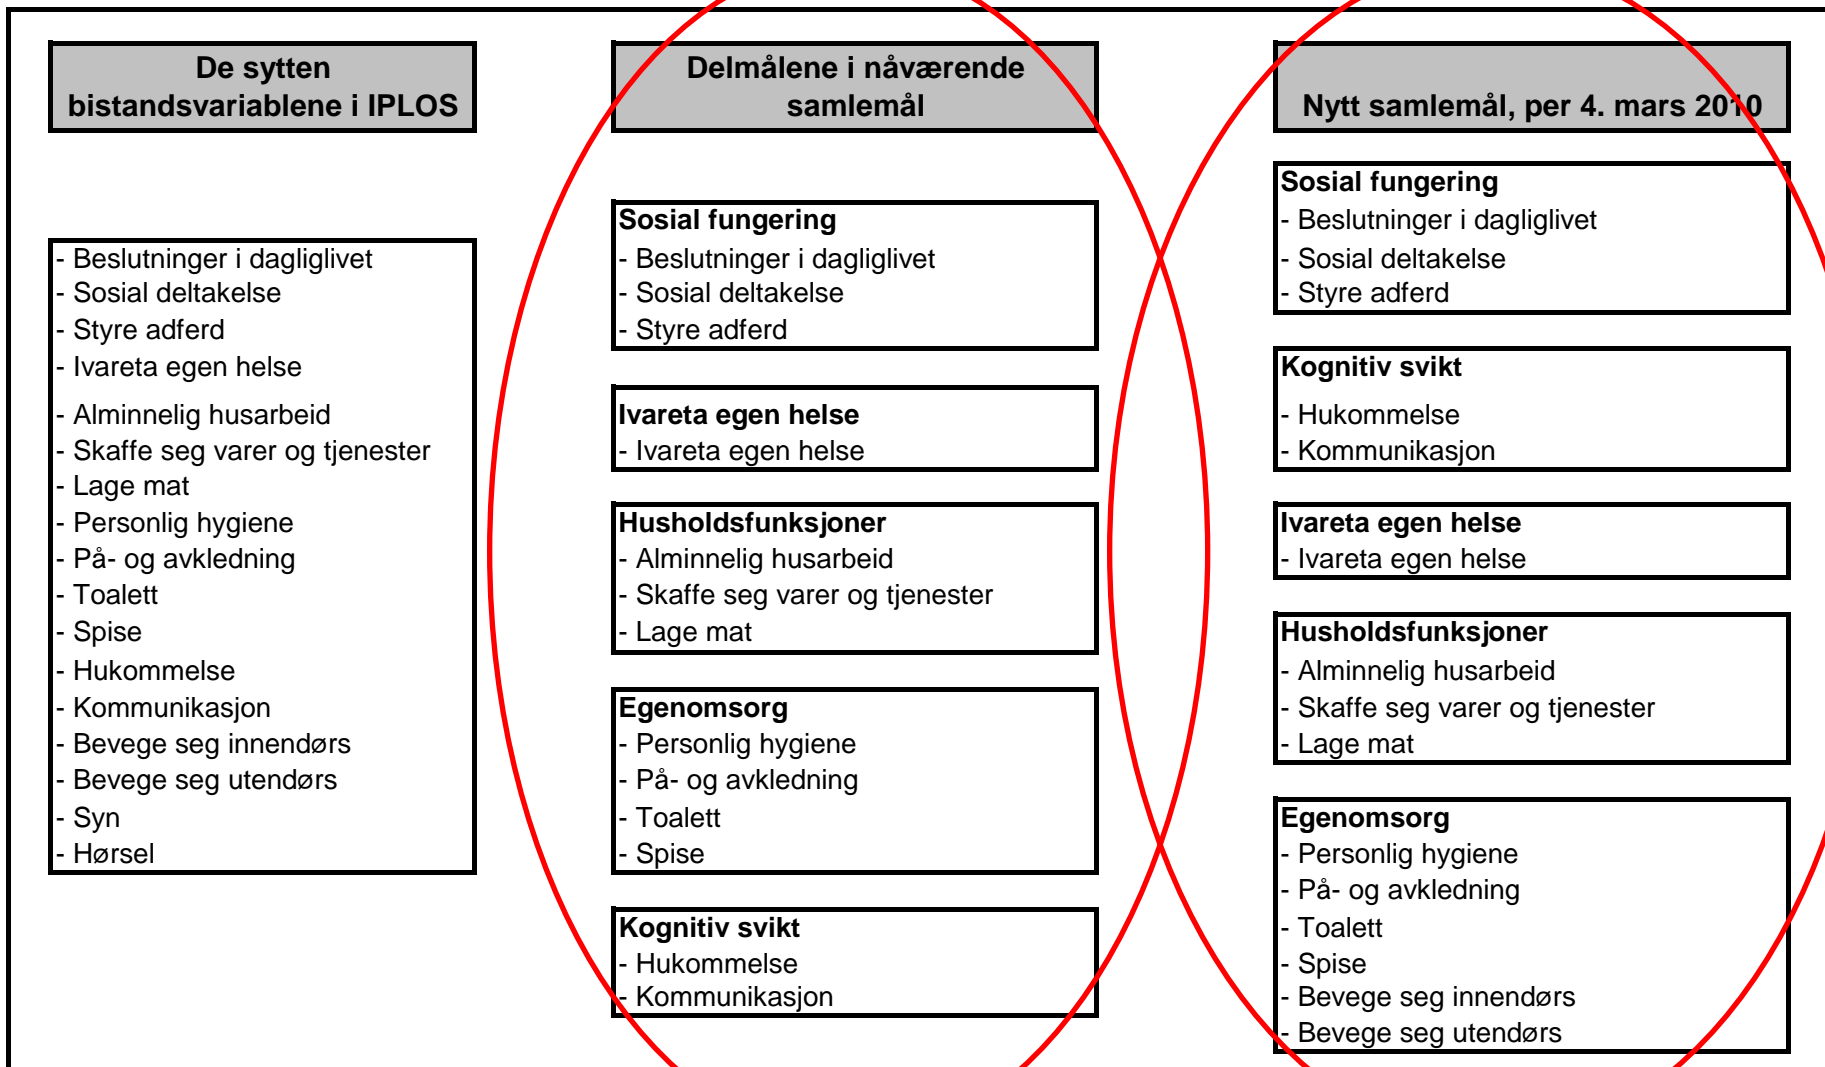 De sytten
bistandsvariablene i IPLOS
- Beslutninger i dagliglivet
- Sosial deltakelse
- Styre adferd
- Ivareta egen helse
- Alminnelig husarbeid
- Skaffe seg varer og tjenester
- Lage mat
- Personlig hygiene
- På- og avkledning
- Toalett
- Spise
- Hukommelse
- Kommunikasjon
- Bevege seg innendørs
- Bevege seg utendørs
- Syn
- Hørsel
Delmålene i nåværende
samlemål
Sosial fungering
- Beslutninger i dagliglivet
- Sosial deltakelse
- Styre adferd
Ivareta egen helse
- Ivareta egen helse
Husholdsfunksjoner
- Alminnelig husarbeid
- Skaffe seg varer og tjenester
- Lage mat
Egenomsorg
- Personlig hygiene
- På- og avkledning
- Toalett
- Spise
Kognitiv svikt
- Hukommelse
- Kommunikasjon
Nytt samlemål, per 4. mars 2010
Sosial fungering
- Beslutninger i dagliglivet
- Sosial deltakelse
- Styre adferd
Kognitiv svikt
- Hukommelse
- Kommunikasjon
Ivareta egen helse
- Ivareta egen helse
Husholdsfunksjoner
- Alminnelig husarbeid
- Skaffe seg varer og tjenester
- Lage mat
Egenomsorg
- Personlig hygiene
- På- og avkledning
- Toalett
- Spise
- Bevege seg innendørs
- Bevege seg utendørs